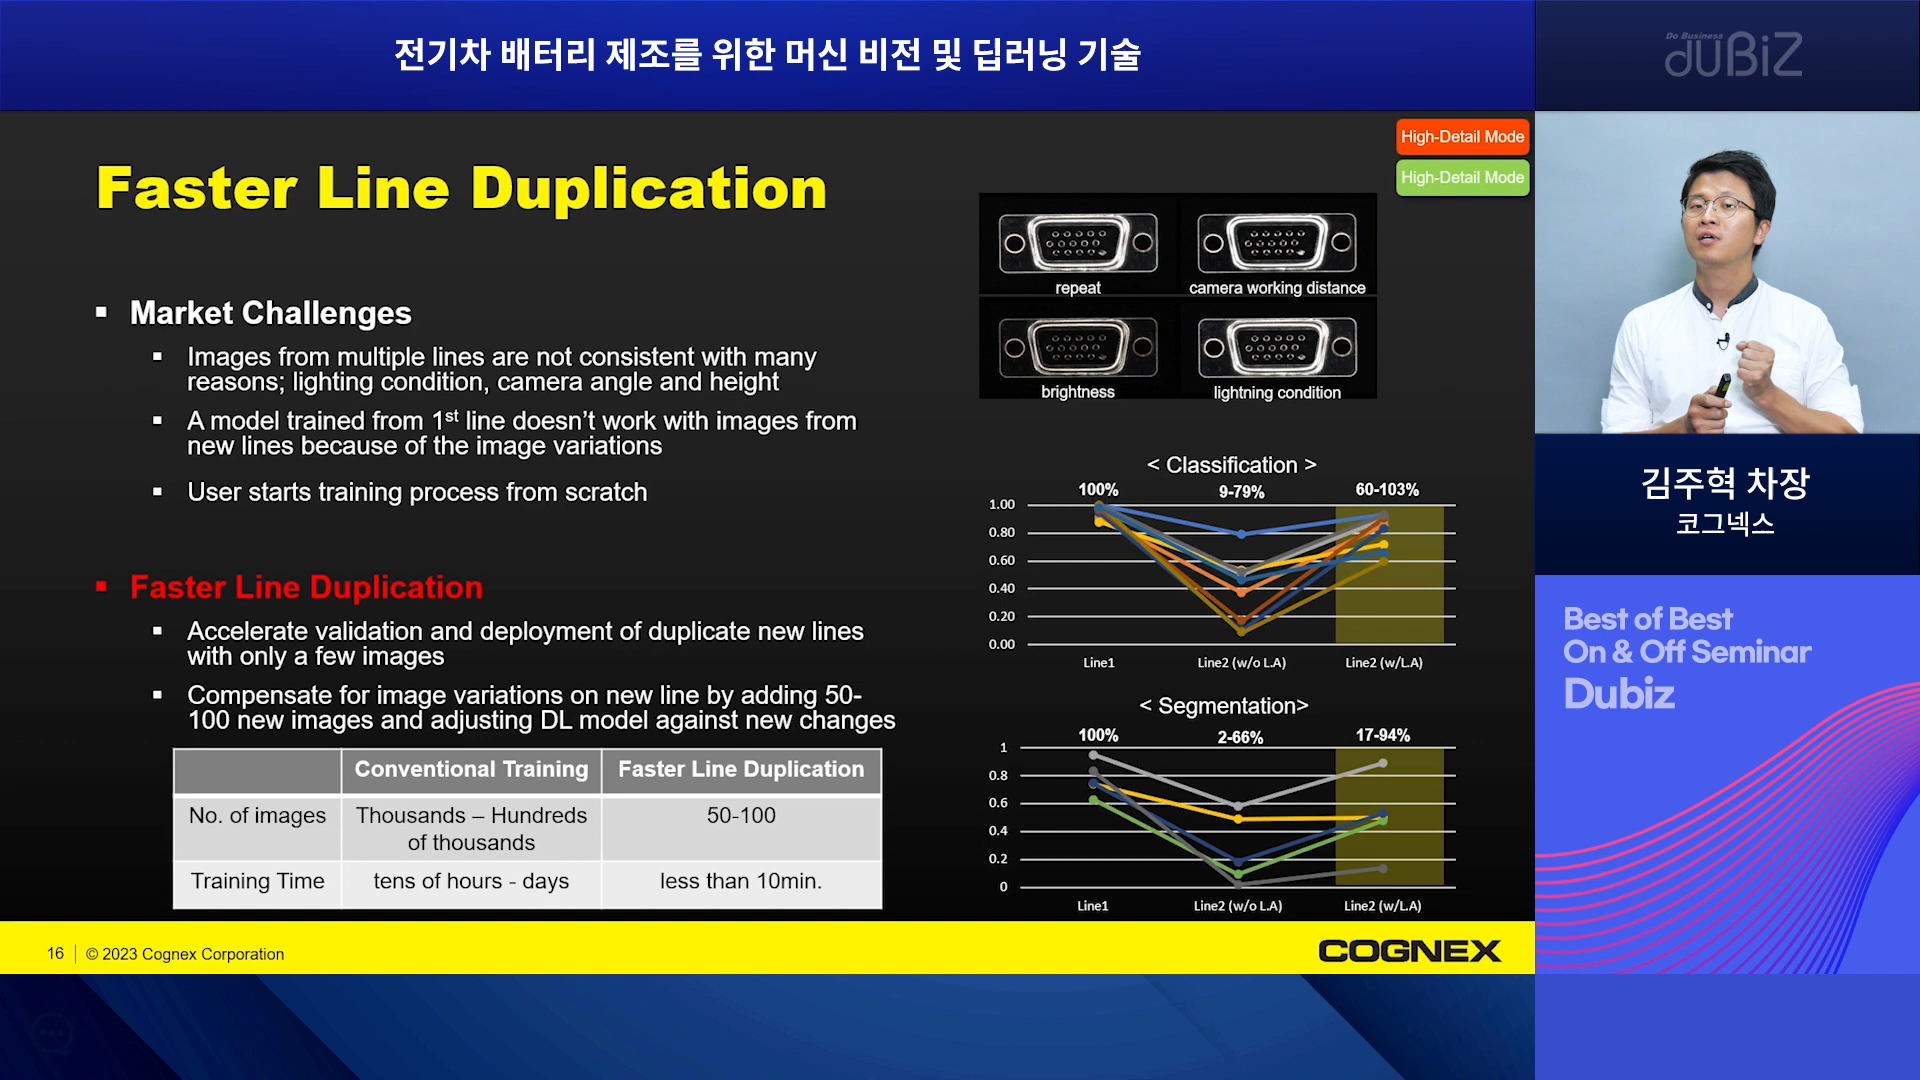 전기차 배터리 제조를 위한 머신 비전 및 딥러닝 기술
Do Business
duBiZ
High-Detail Mode
High-Detail Mode
Faster Line Duplication
▪ Market Challenges
▪ Images from multiple lines are not consistent with many
reasons; lighting condition, camera angle and height
▪ A model trained from 1st line doesn’t work with images from
new lines because of the image variations
▪ User starts training process from scratch
▪ Faster Line Duplication
▪ Accelerate validation and deployment of duplicate new lines
with only a few images
▪ Compensate for image variations on new line by adding 50-
100 new images and adjusting DL model against new changes
Conventional Training Faster Line Duplication
No. of images Thousands – Hundreds 50-100
of thousands
Training Time tens of hours - days less than 10min.
repeat camera working distance
brightness lightning condition
< Classification >
100% 9-79% 60-103%
1.00
0.80
0.60
0.40
0.20
0.00
Line1 Line2 (w/o L.A) Line2 (w/L.A)
< Segmentation>
100% 2-66% 17-94%
1
0.8
0.6
0.4
0.2
0
Line1 Line2 (w/o L.A) Line2 (w/L.A)
16 | © 2023 Cognex Corporation
COGNEX
김주혁 차장
코그넥스
Best of Best
On & Off Seminar
Dubiz